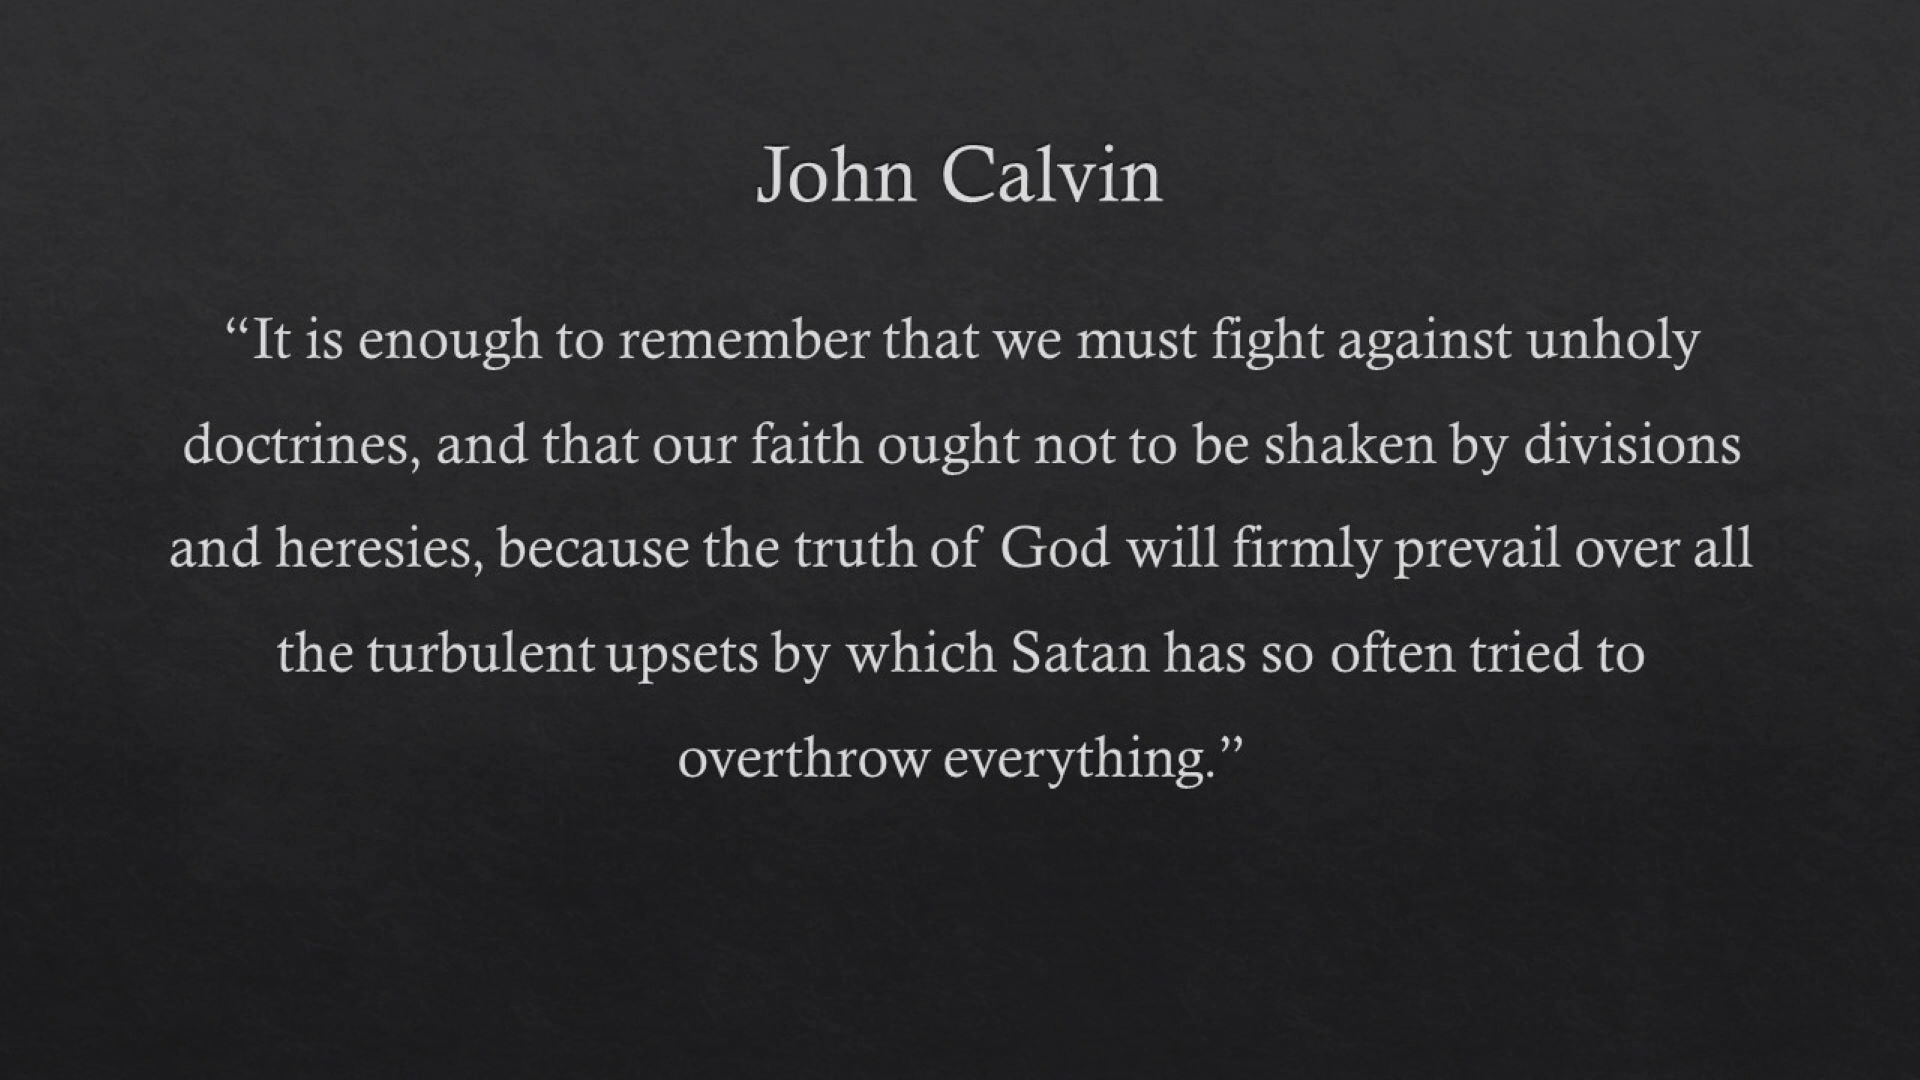 John Calvin
“It is enough to remember that we must fight against unholy
doctrines, and that our faith ought not to be shaken by divisions
and heresies, because the truth of God will firmly prevail over all
the turbulent upsets by which Satan has so often tried to
overthrow everything.”